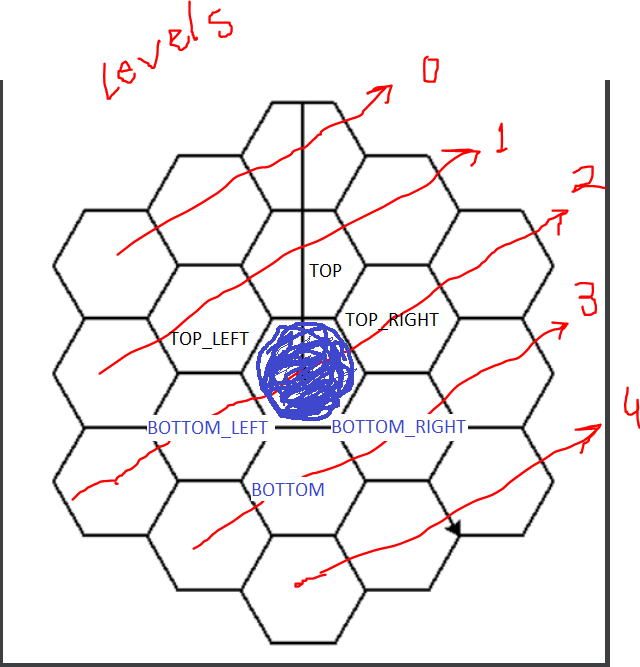 Levels
0
1
2
3
4
TOP
TOP_LEFT
TOP_RIGHT
BOTTOM_LEFT
BOTTOM_RIGHT
BOTTOM